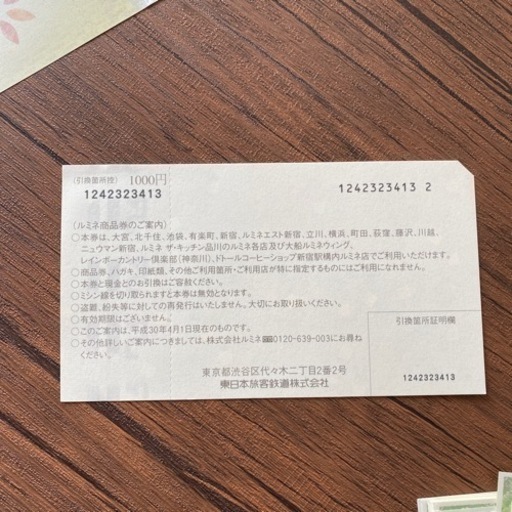 (引換箇所控) 1000円
1242323413
1242323413 2
(ルミネ商品券のご案内)
○本券は、大宮、北千住、池袋、有楽町、新宿、ルミネエスト新宿、立川、横浜、町田、荻窪、藤沢、川越、
ニュウマン新宿、ルミネ ザ・キッチン品川のルミネ各店及び大船ルミネウィング、
レインボーカントリー倶楽部(神奈川)、ドトールコーヒーショップ新宿駅構内ルミネ店でご利用いただけます。
○商品券、ハガキ、印紙類、その他ご利用箇所・ご利用店が特に指定するものにはご利用になれません。
○本券と現金とのお引換はご容赦ください。
○ミシン線を切り取られますと本券は無効となります。
○盗難、紛失等に対しての再発行はいたしません。大切にお取り扱いください。
○有効期限はございません。
○このご案内は、平成30年4月1日現在のものです。
○その他詳しいご案内につきましては、株式会社ルミネ 0120-639-003にお尋ね
ください。
引換箇所証明欄
1242323413
東京都渋谷区代々木二丁目2番2号
東日本旅客鉄道株式会社